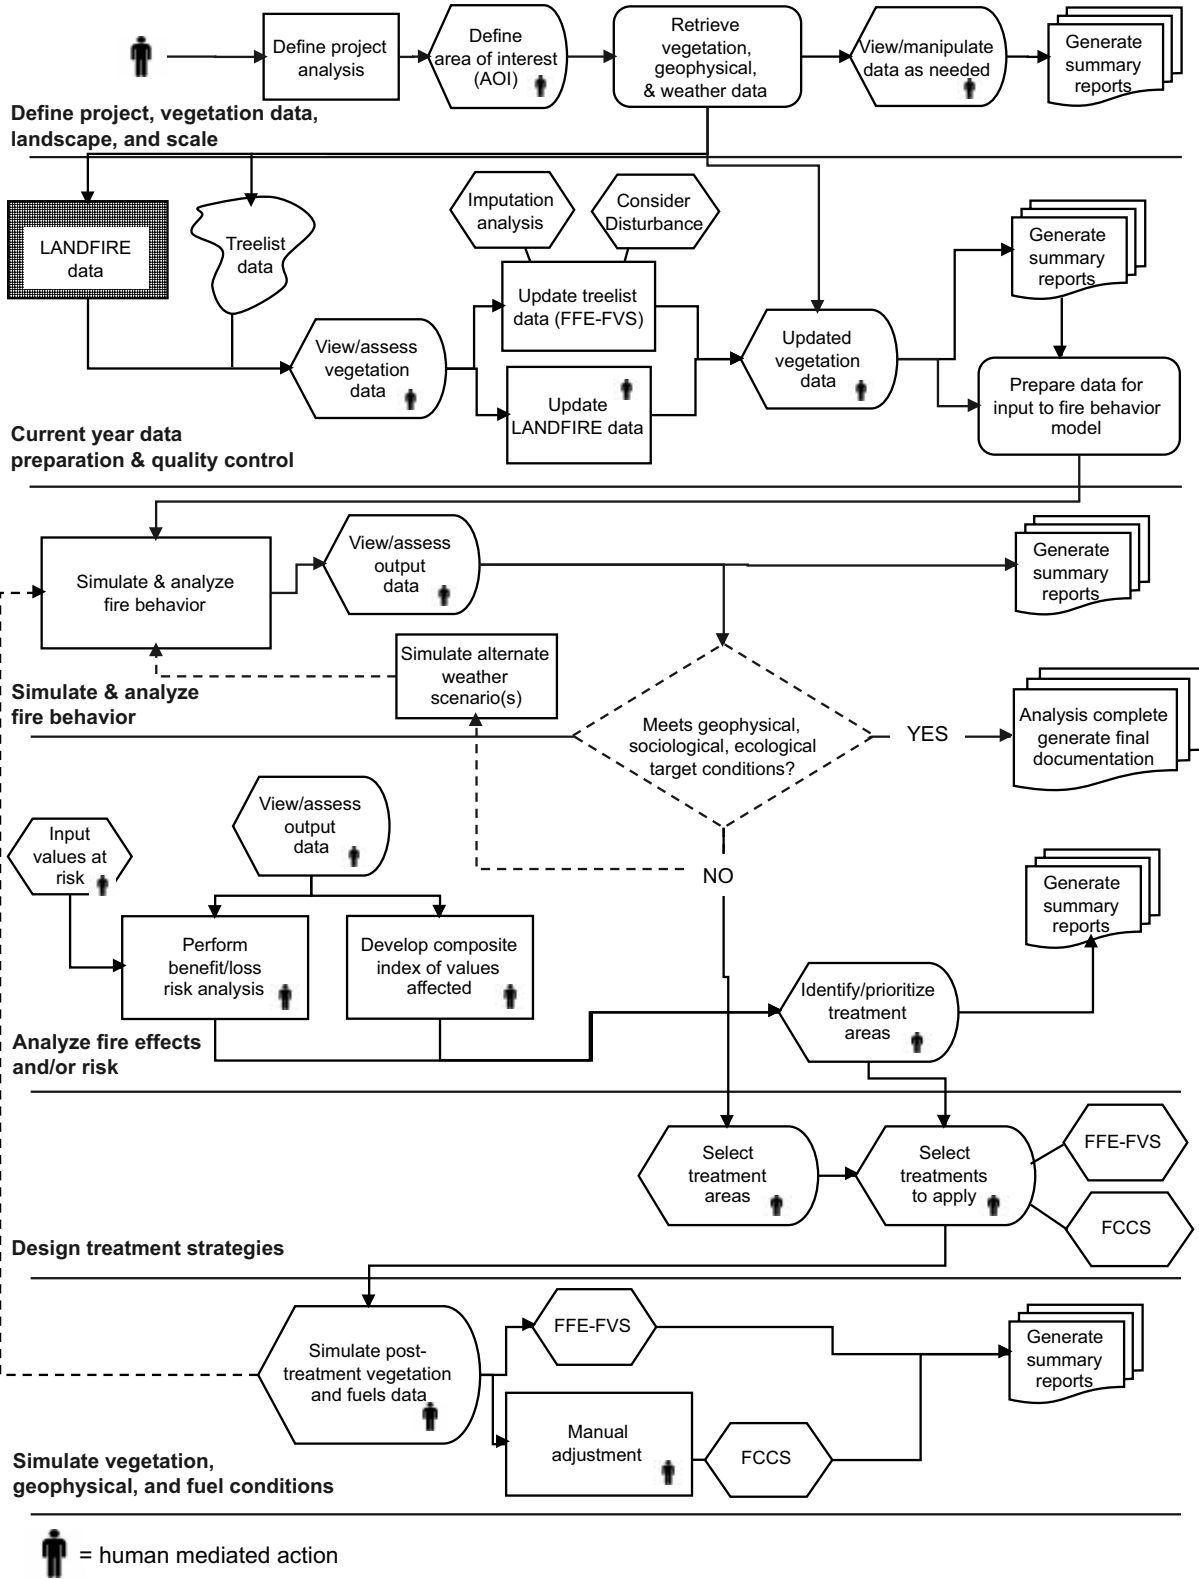 Define project
analysis
Define
area of interest
(AOI)
Retrieve
vegetation,
geophysical,
& weather data
View/manipulate
data as needed
Generate
summary
reports
Define project, vegetation data,
landscape, and scale
LANDFIRE
data
Treelist
data
Imputation
analysis
Consider
Disturbance
Update treelist
data (FFE-FVS)
View/assess
vegetation
data
Update
LANDFIRE data
Updated
vegetation
data
Generate
summary
reports
Prepare data for
input to fire behavior
model
Current year data
preparation & quality control
Simulate & analyze
fire behavior
View/assess
output
data
Generate
summary
reports
Simulate alternate
weather
scenario(s)
Simulate & analyze
fire behavior
Meets geophysical,
sociological, ecological
target conditions?
YES
Analysis complete
generate final
documentation
NO
View/assess
output
data
Input
values at
risk
Perform
benefit/loss
risk analysis
Develop composite
index of values
affected
Identify/prioritize
treatment
areas
Generate
summary
reports
Analyze fire effects
and/or risk
Select
treatment
areas
Select
treatments
to apply
FFE-FVS
FCCS
Design treatment strategies
Simulate post-
treatment vegetation
and fuels data
FFE-FVS
Manual
adjustment
FCCS
Generate
summary
reports
Simulate vegetation,
geophysical, and fuel conditions
= human mediated action